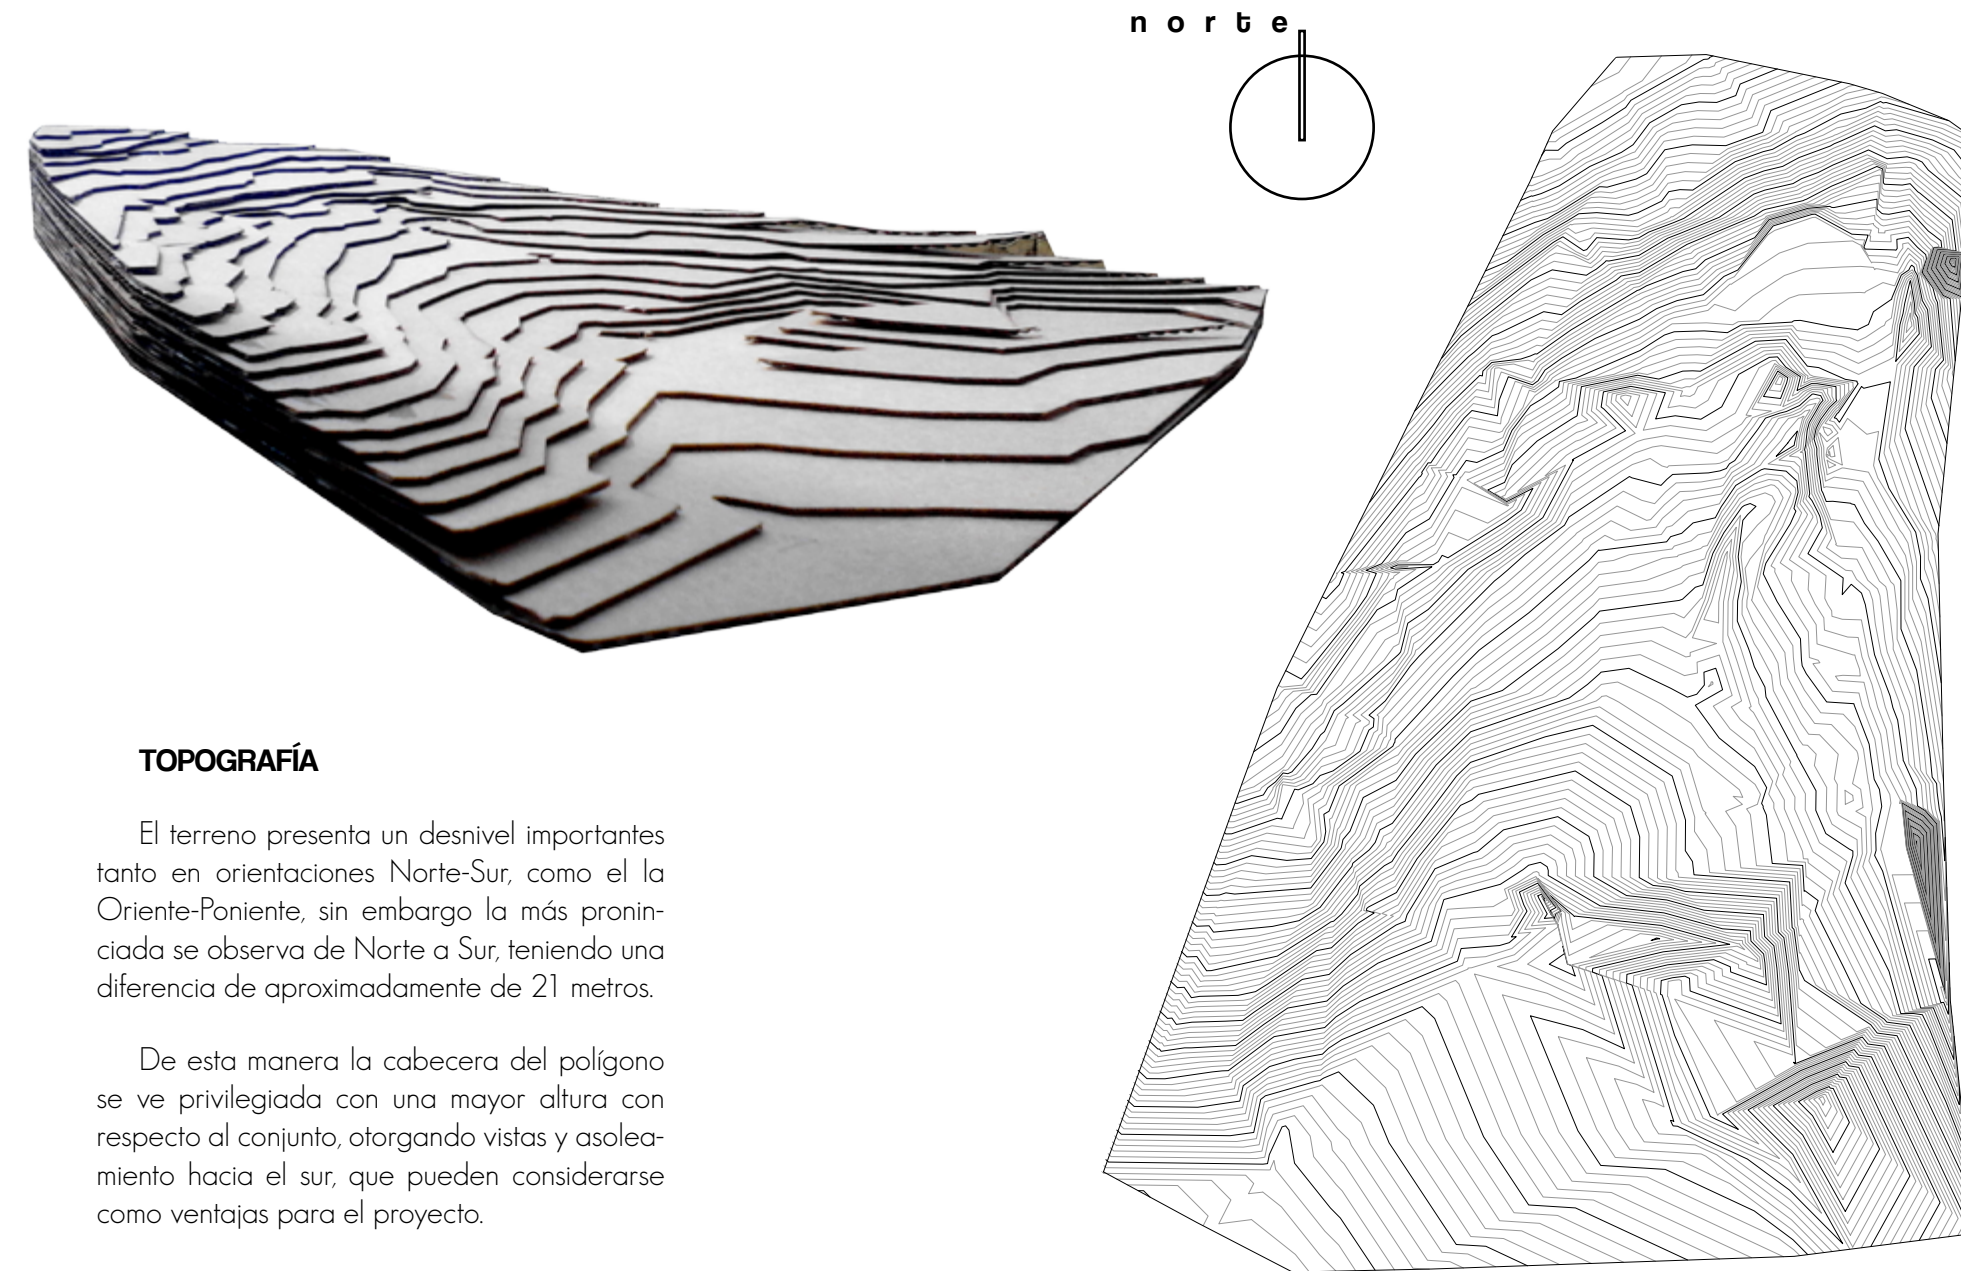 norte
TOPOGRAFÍA
El terreno presenta un desnivel importantes
tanto en orientaciones Norte-Sur, como el la
Oriente-Poniente, sin embargo la más pronin-
ciada se observa de Norte a Sur, teniendo una
diferencia de aproximadamente de 21 metros.
De esta manera la cabecera del polígono
se ve privilegiada con una mayor altura con
respecto al conjunto, otorgando vistas y asolea-
miento hacia el sur, que pueden considerarse
como ventajas para el proyecto.